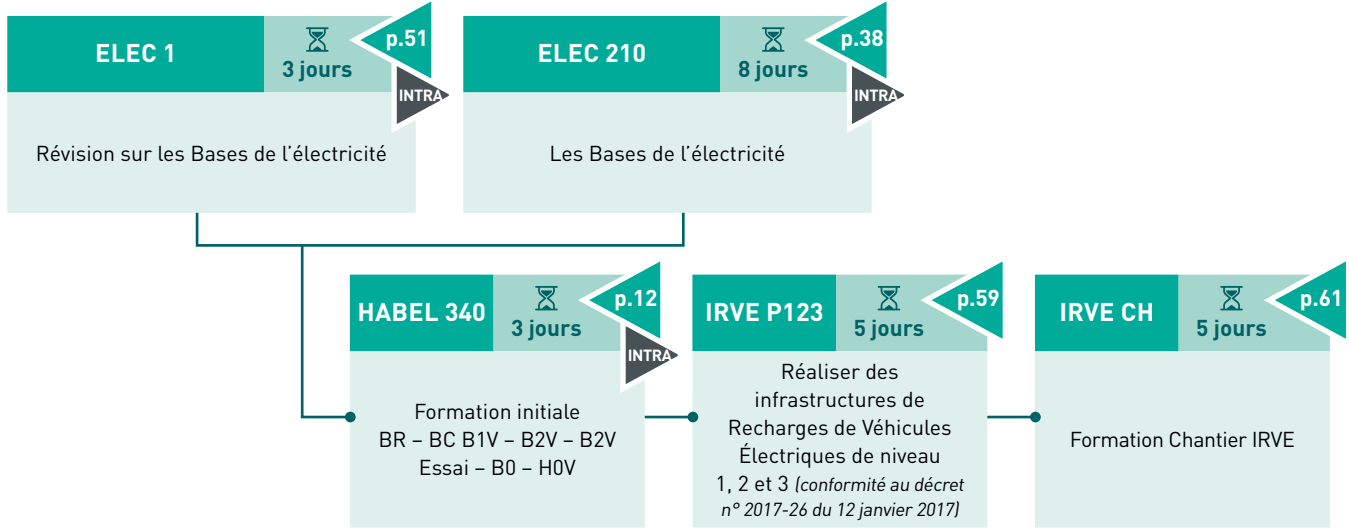 ELEC 1
3 jours
p.51
INTRA
Révision sur les Bases de l'électricité
ELEC 210
8 jours
p.38
INTRA
Les Bases de l'électricité
HABEL 340
3 jours
p.12
INTRA
Formation initiale
BR – BC B1V – B2V – B2V
Essai – B0 – H0V
IRVE P123
5 jours
p.59
Réaliser des
infrastructures de
Recharges de Véhicules
Électriques de niveau
1, 2 et 3 (conformité au décret
n° 2017-26 du 12 janvier 2017)
IRVE CH
5 jours
p.61
Formation Chantier IRVE